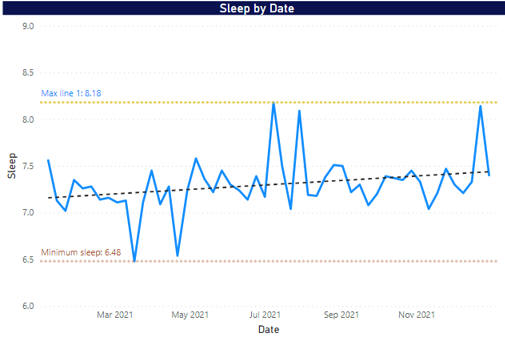 Sleep by Date
9.0
8.5
Max line 1: 8.18
8.0
Sleep
7.5
7.0
Minimum sleep: 6.48
6.5
6.0
Mar 2021 May 2021 Jul 2021 Sep 2021 Nov 2021
Date